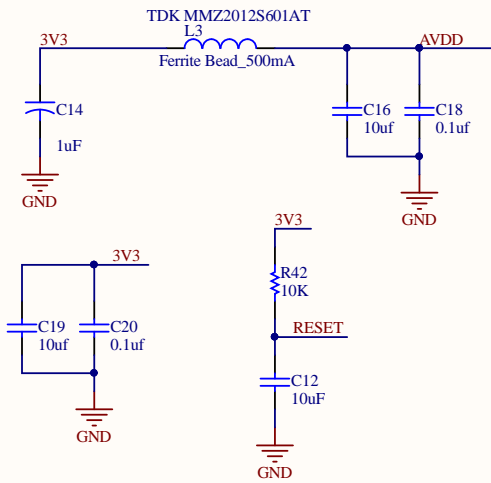 TDK MMZ2012S601AT
L3
3V3
AVDD
Ferrite Bead_500mA
C14
1uF
GND
C16
10uf
C18
0.1uf
GND
3V3
C19
10uf
C20
0.1uf
GND
3V3
R42
10K
RESET
C12
10uF
GND